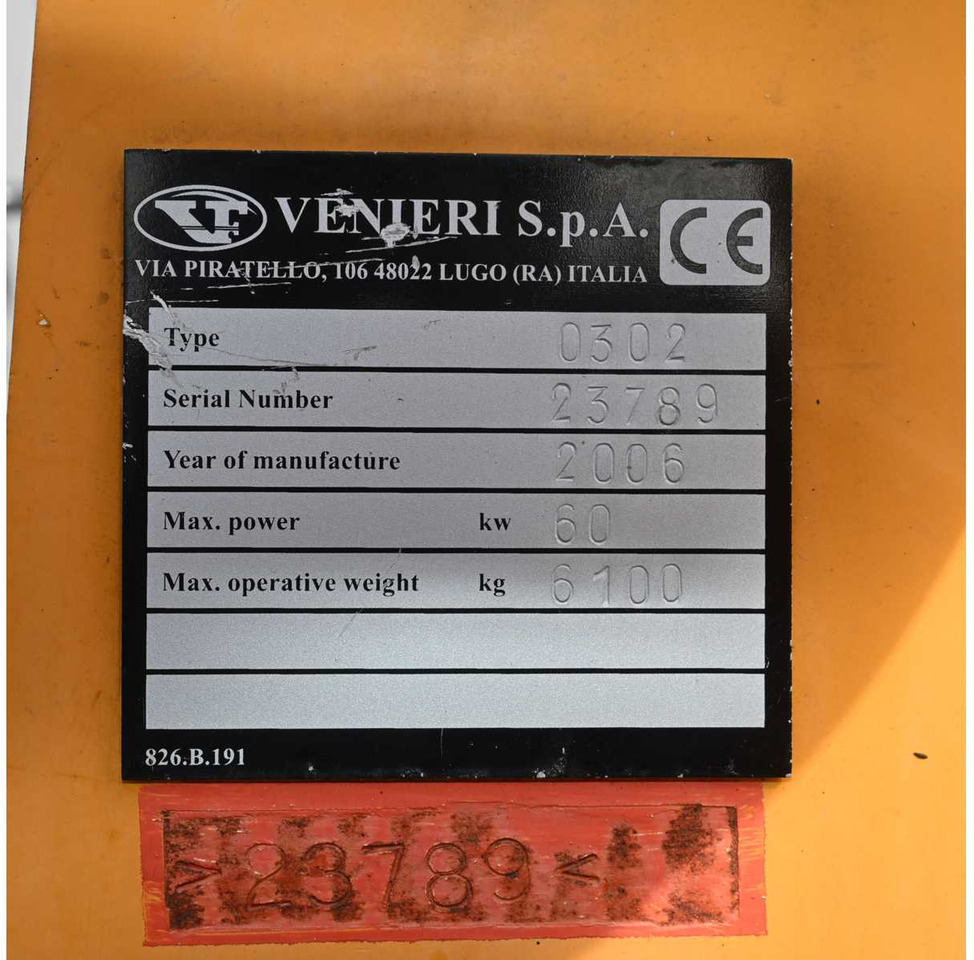 VF VENIERI S.p.A. CE
VIA PIRATELLO, 106 48022 LUGO (RA) ITALIA
Type 0302
Serial Number 23789
Year of manufacture 2006
Max. power kw 60
Max. operative weight kg 6100
826.B.191
>23789<